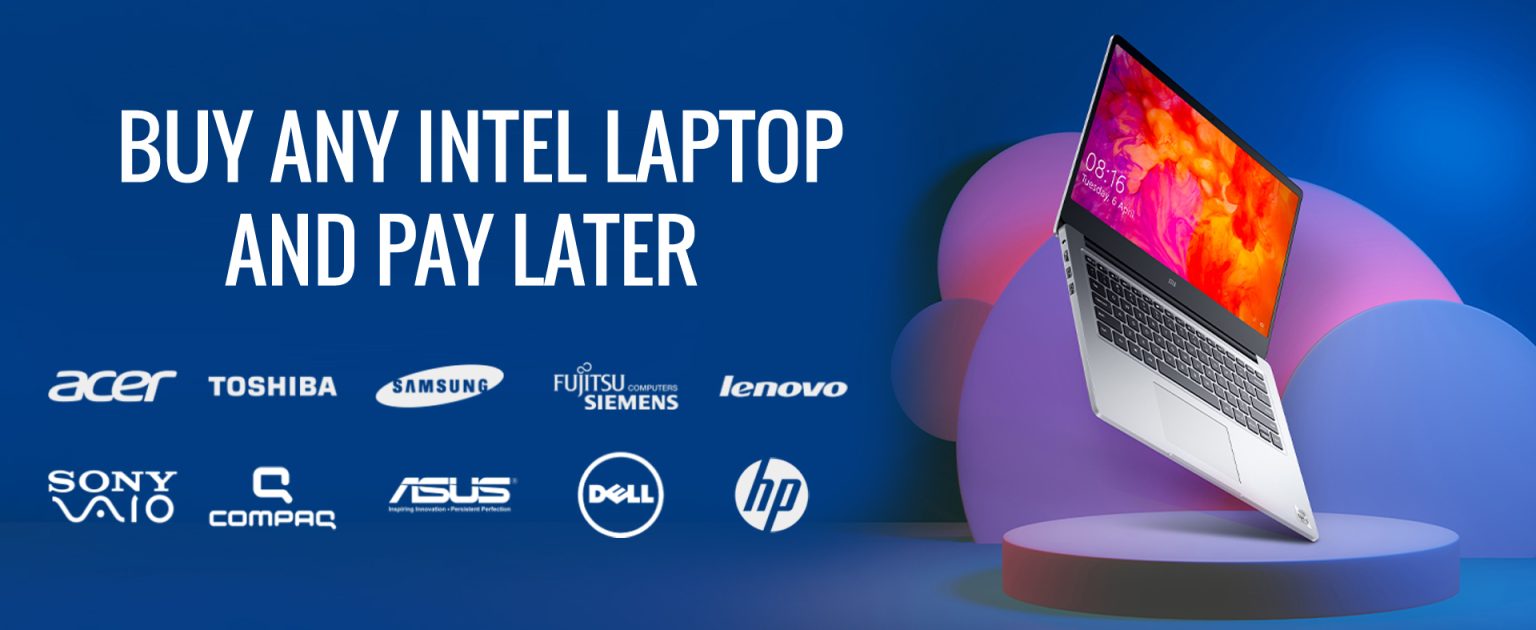 BUY ANY INTEL LAPTOP
AND PAY LATER
acer
TOSHIBA
SAMSUNG
FUJITSU COMPUTERS
SIEMENS
lenovo
SONY
VAIO
COMPAQ
ASUS
Inspiring Innovation • Persistent Perfection
DELL
hp
08:16
Tuesday, 6 April
mi